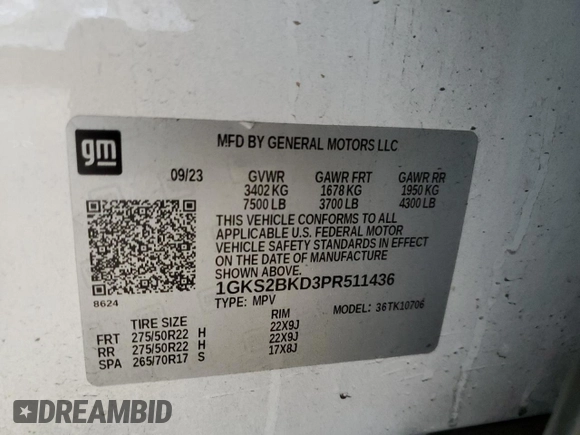 gm
MFD BY GENERAL MOTORS LLC
09/23 GVWR GAWR FRT GAWR RR
3402 KG 1678 KG 1950 KG
7500 LB 3700 LB 4300 LB
THIS VEHICLE CONFORMS TO ALL
APPLICABLE U.S. FEDERAL MOTOR
VEHICLE SAFETY STANDARDS IN EFFECT
ON THE DATE OF MANUFACTURE
SHOWN ABOVE.
8624
1GKS2BKD3PR511436
TYPE: MPV MODEL: 36TK10706
TIRE SIZE RIM
FRT 275/50R22 H 22X9J
RR 275/50R22 H 22X9J
SPA 265/70R17 S 17X8J
DREAMBID